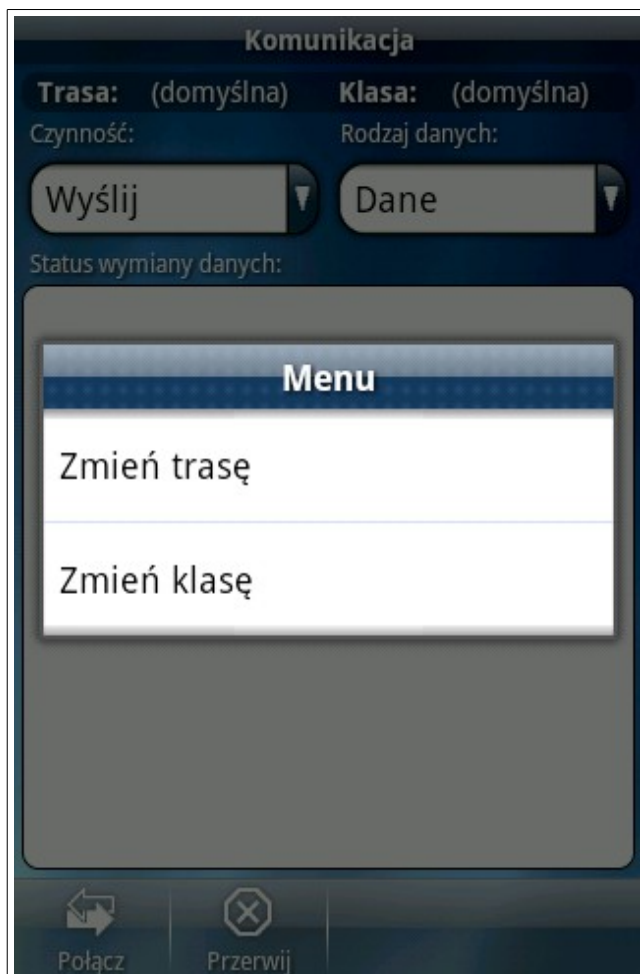 Komunikacja
Trasa: (domyślna) Klasa: (domyślna)
Czynność: Rodzaj danych:
Wyślij Dane
Status wymiany danych:
Menu
Zmień trasę
Zmień klasę
Połącz Przerwij